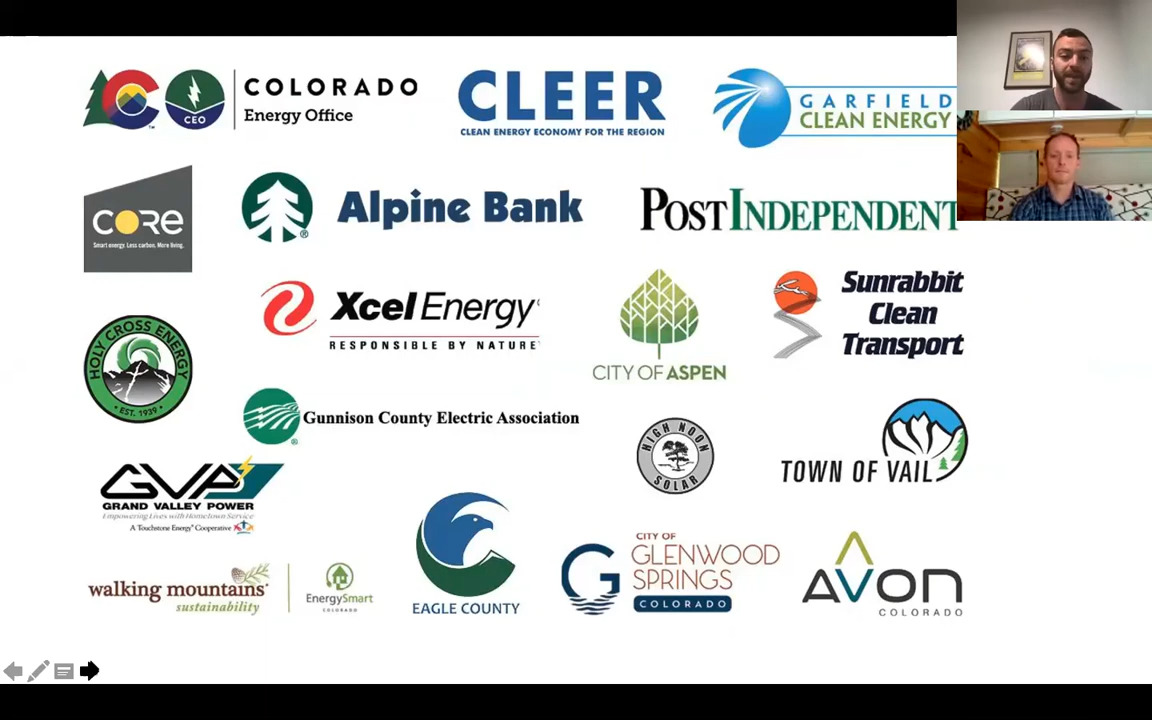 COLORADO
Energy Office
CEO
CLEER
CLEAN ENERGY ECONOMY FOR THE REGION
GARFIELD
CLEAN ENERGY
CORE
Smart energy. Less carbon. More living.
Alpine Bank
POST INDEPENDENT
HOLY CROSS ENERGY
EST. 1939
Xcel Energy
RESPONSIBLE BY NATURE
CITY OF ASPEN
Sunrabbit
Clean
Transport
Gunnison County Electric Association
HIGH NOON
SOLAR
TOWN OF VAIL
GVP
GRAND VALLEY POWER
Empowering Lives with Hometown Service
A Touchstone Energy® Cooperative
walking mountains
sustainability
EnergySmart
COLORADO
EAGLE COUNTY
CITY OF
GLENWOOD
SPRINGS
COLORADO
AVON
COLORADO